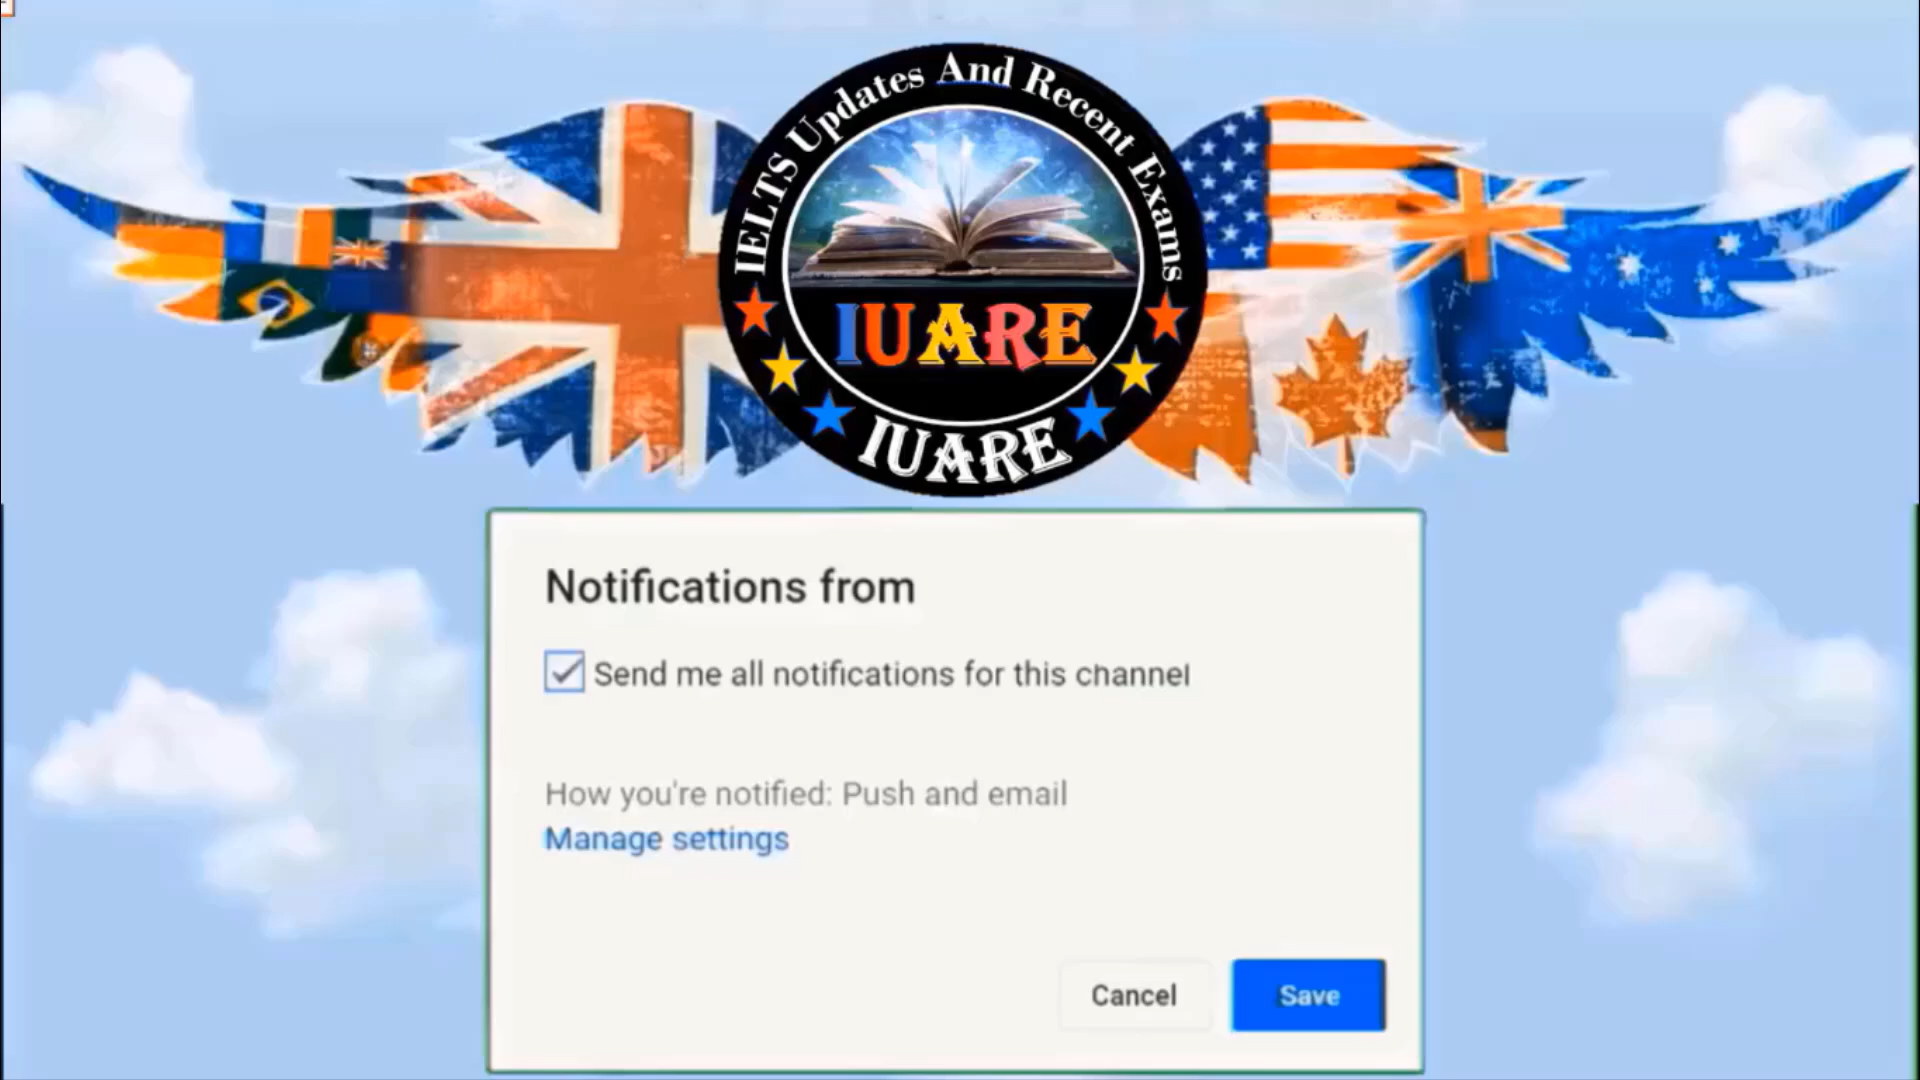 IELTS Updates And Recent Exams
IUARE
IUARE
Notifications from
Send me all notifications for this channel
How you're notified: Push and email
Manage settings
Cancel
Save